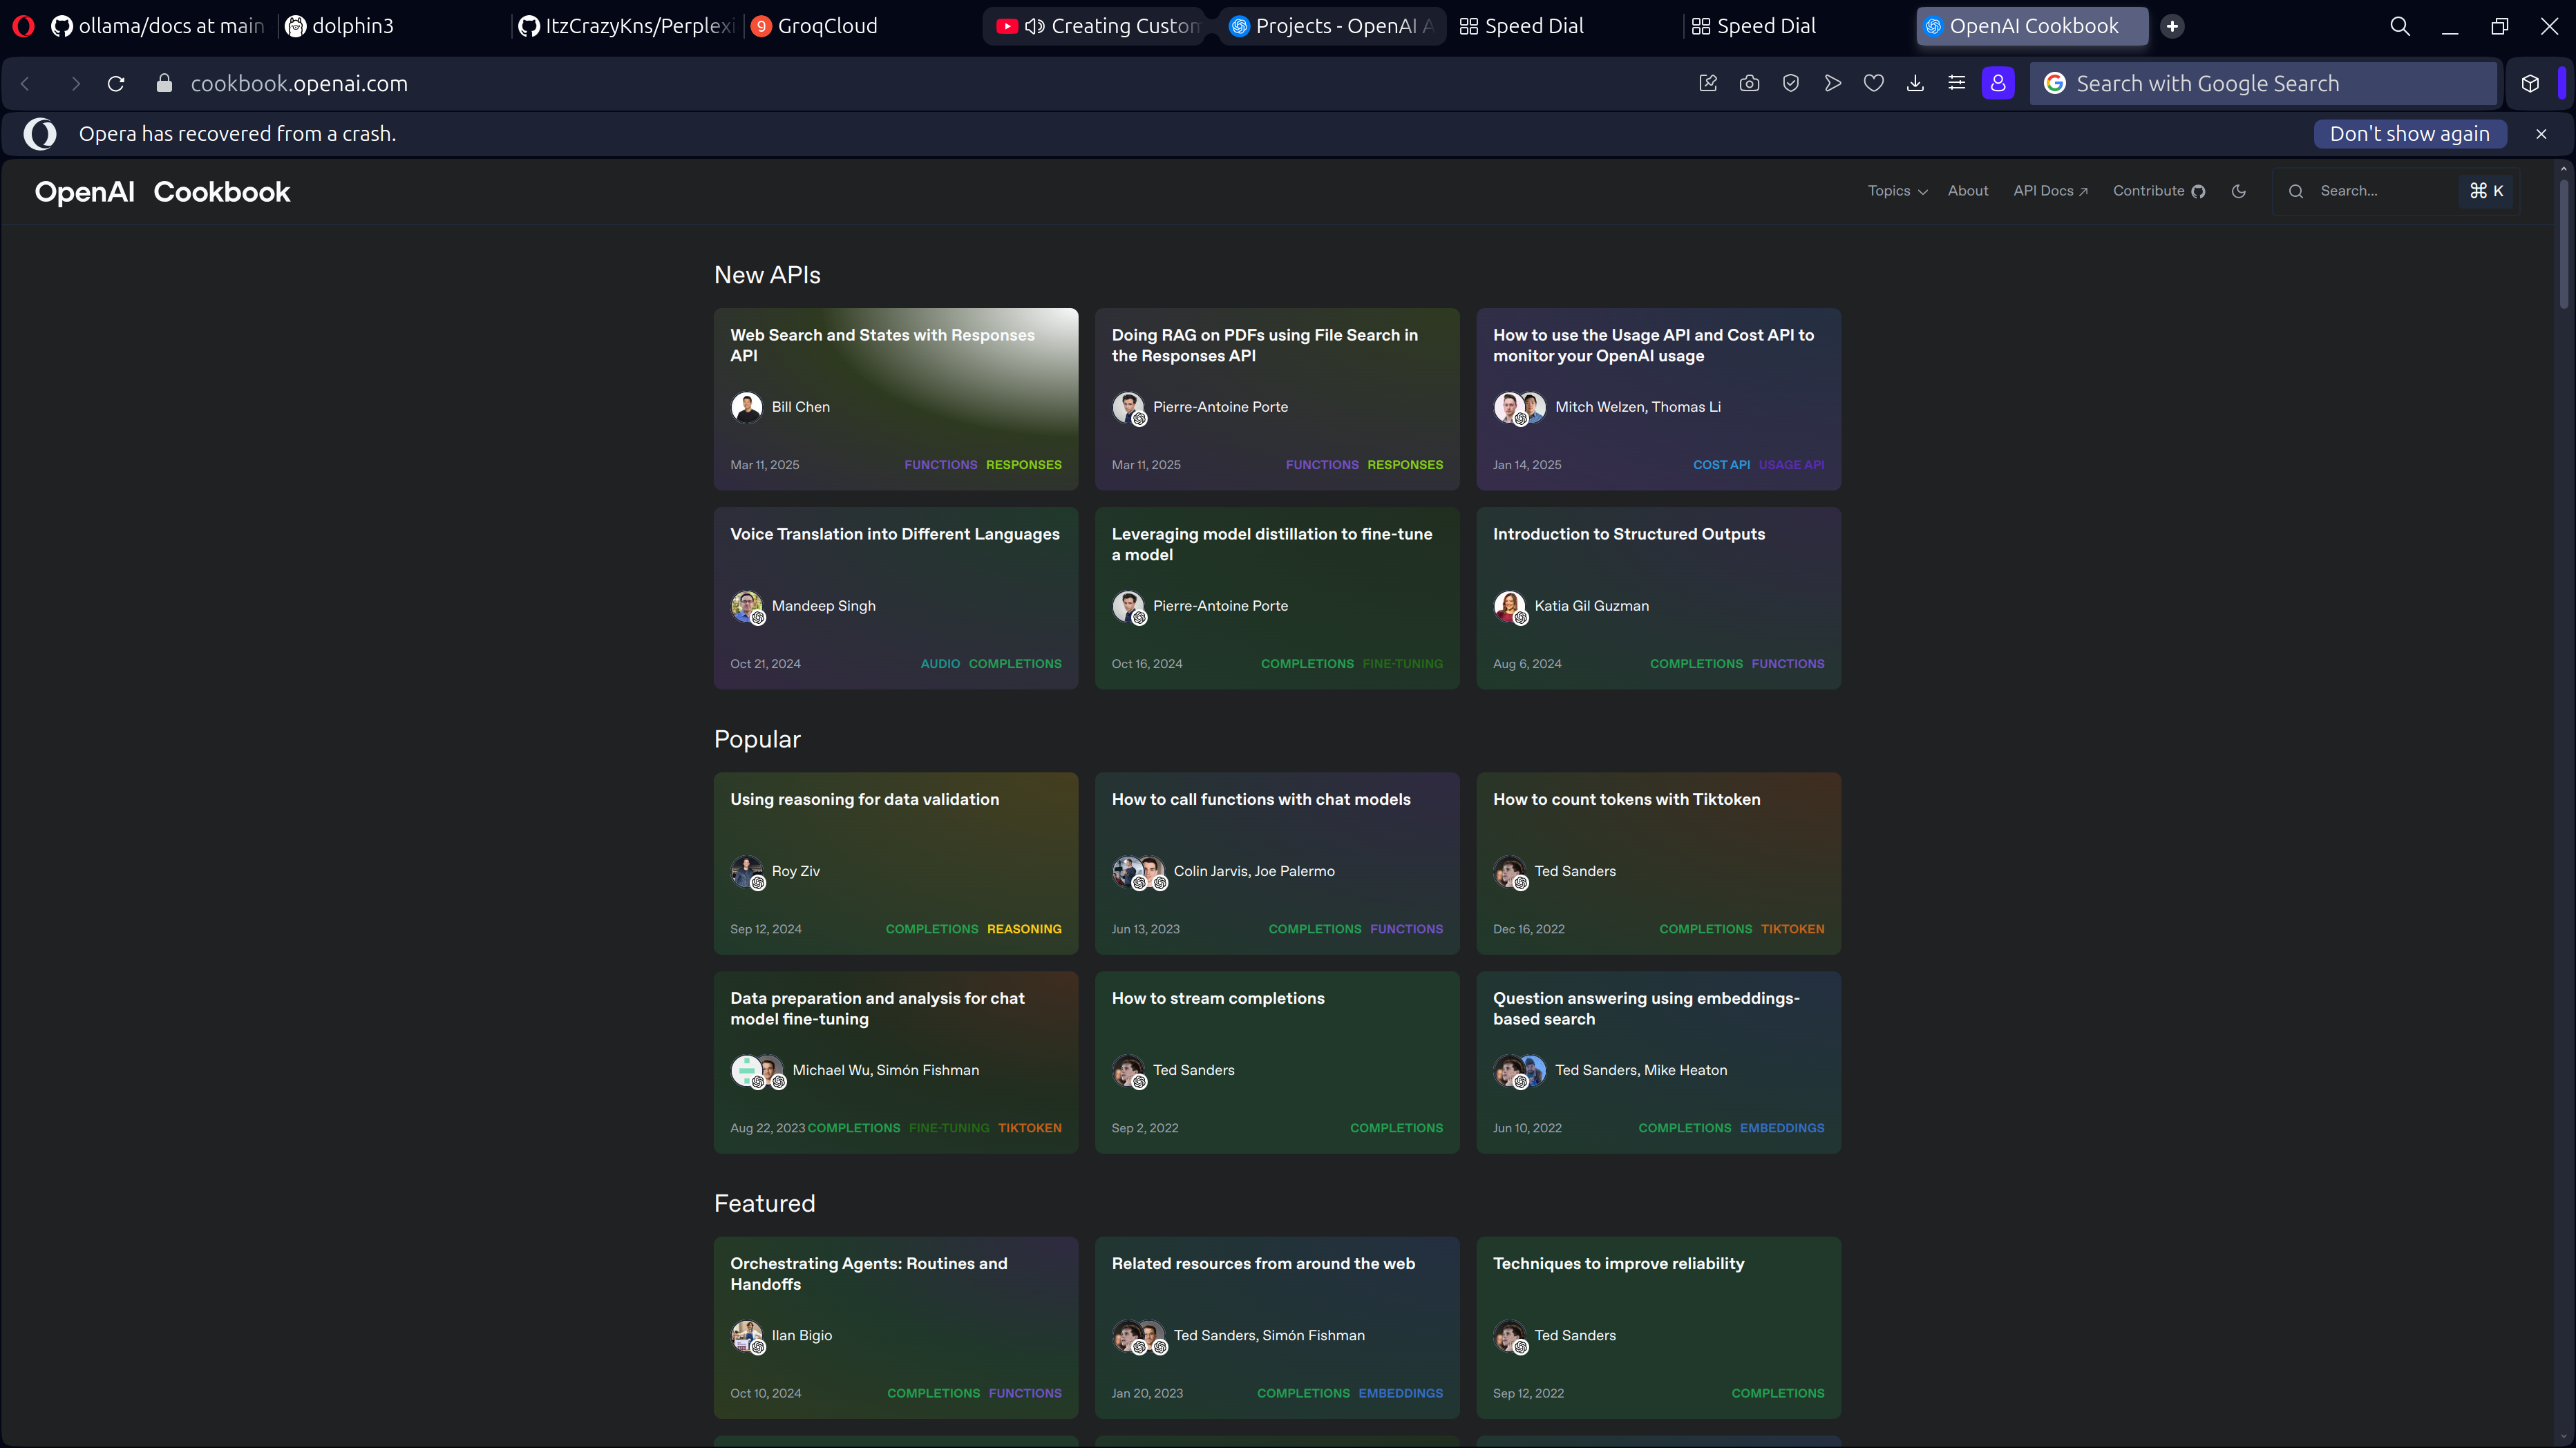 ollama/docs at main
dolphin3
ItzCrazyKns/Perplexi
GroqCloud
Creating Custom
Projects - OpenAI A
Speed Dial
Speed Dial
OpenAI Cookbook
cookbook.openai.com
Search with Google Search
Opera has recovered from a crash.
Don't show again
OpenAI Cookbook
Topics
About
API Docs ↗
Contribute
Search...
⌘ K
New APIs
Web Search and States with Responses
API
Bill Chen
Mar 11, 2025
FUNCTIONS RESPONSES
Doing RAG on PDFs using File Search in
the Responses API
Pierre-Antoine Porte
Mar 11, 2025
FUNCTIONS RESPONSES
How to use the Usage API and Cost API to
monitor your OpenAI usage
Mitch Welzen, Thomas Li
Jan 14, 2025
COST API USAGE API
Voice Translation into Different Languages
Mandeep Singh
Oct 21, 2024
AUDIO COMPLETIONS
Leveraging model distillation to fine-tune
a model
Pierre-Antoine Porte
Oct 16, 2024
COMPLETIONS FINE-TUNING
Introduction to Structured Outputs
Katia Gil Guzman
Aug 6, 2024
COMPLETIONS FUNCTIONS
Popular
Using reasoning for data validation
Roy Ziv
Sep 12, 2024
COMPLETIONS REASONING
How to call functions with chat models
Colin Jarvis, Joe Palermo
Jun 13, 2023
COMPLETIONS FUNCTIONS
How to count tokens with Tiktoken
Ted Sanders
Dec 16, 2022
COMPLETIONS TIKTOKEN
Data preparation and analysis for chat
model fine-tuning
Michael Wu, Simón Fishman
Aug 22, 2023
COMPLETIONS FINE-TUNING TIKTOKEN
How to stream completions
Ted Sanders
Sep 2, 2022
COMPLETIONS
Question answering using embeddings-
based search
Ted Sanders, Mike Heaton
Jun 10, 2022
COMPLETIONS EMBEDDINGS
Featured
Orchestrating Agents: Routines and
Handoffs
Ilan Bigio
Oct 10, 2024
COMPLETIONS FUNCTIONS
Related resources from around the web
Ted Sanders, Simón Fishman
Jan 20, 2023
COMPLETIONS EMBEDDINGS
Techniques to improve reliability
Ted Sanders
Sep 12, 2022
COMPLETIONS